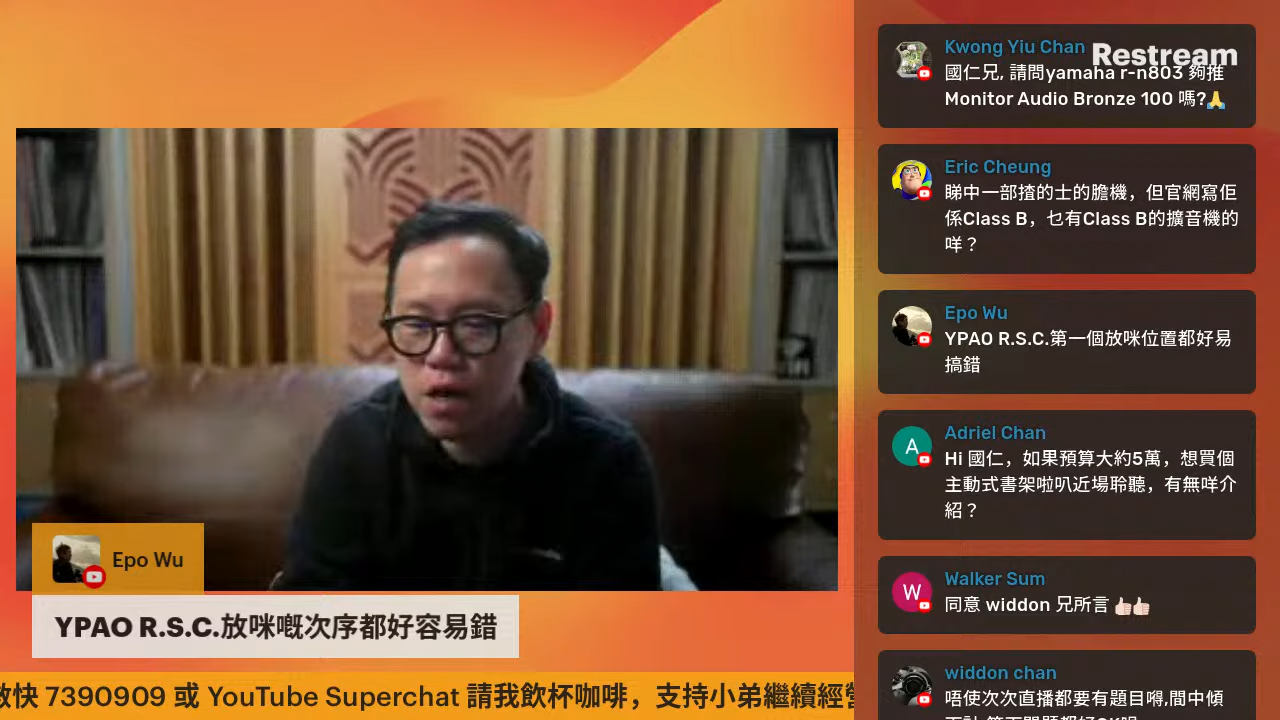 Restream
Kwong Yiu Chan
國仁兄, 請問yamaha r-n803 夠推
Monitor Audio Bronze 100 嗎?🙏
Eric Cheung
睇中一部揸的士的膽機，但官網寫佢
係Class B，乜有Class B的擴音機的
咩？
Epo Wu
YPAO R.S.C.第一個放咪位置都好易
搞錯
A
Adriel Chan
Hi 國仁，如果預算大約5萬，想買個
主動式書架啦叭近場聆聽，有無咩介
紹？
W
Walker Sum
同意 widdon 兄所言 👍🏻👍🏻
widdon chan
唔使次次直播都要有題目嘚,間中傾
Epo Wu
YPAO R.S.C.放咪嘅次序都好容易錯
快 7390909 或 YouTube Superchat 請我飲杯咖啡，支持小弟繼續經